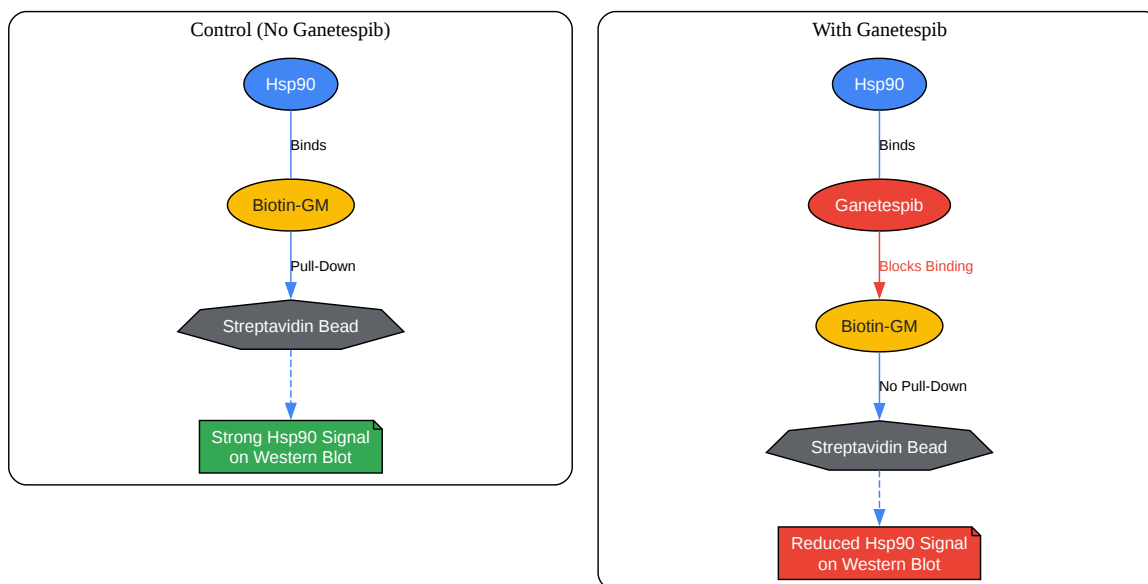 Control (No Ganetespib)
Hsp90
Binds
Biotin-GM
Pull-Down
Streptavidin Bead
Strong Hsp90 Signal
on Western Blot
With Ganetespib
Hsp90
Binds
Ganetespib
Blocks Binding
Biotin-GM
No Pull-Down
Streptavidin Bead
Reduced Hsp90 Signal
on Western Blot